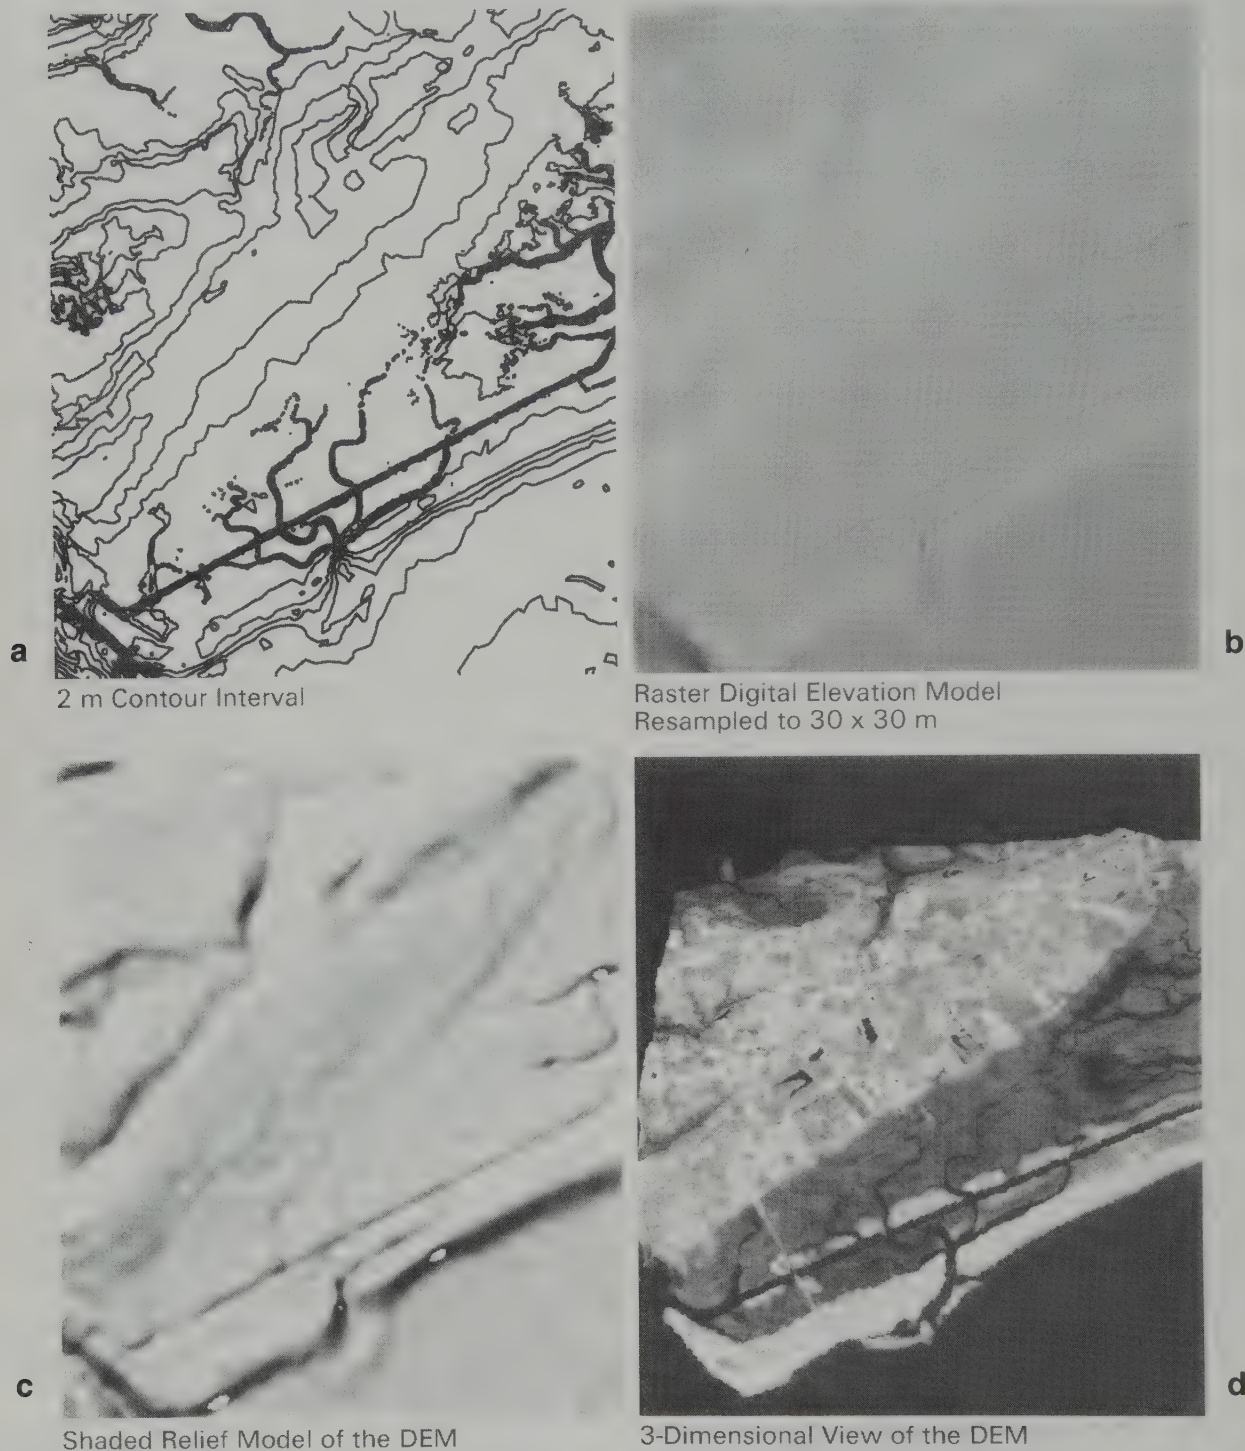 a
2 m Contour Interval
b
Raster Digital Elevation Model
Resampled to 30 x 30 m
c
Shaded Relief Model of the DEM
d
3-Dimensional View of the DEM